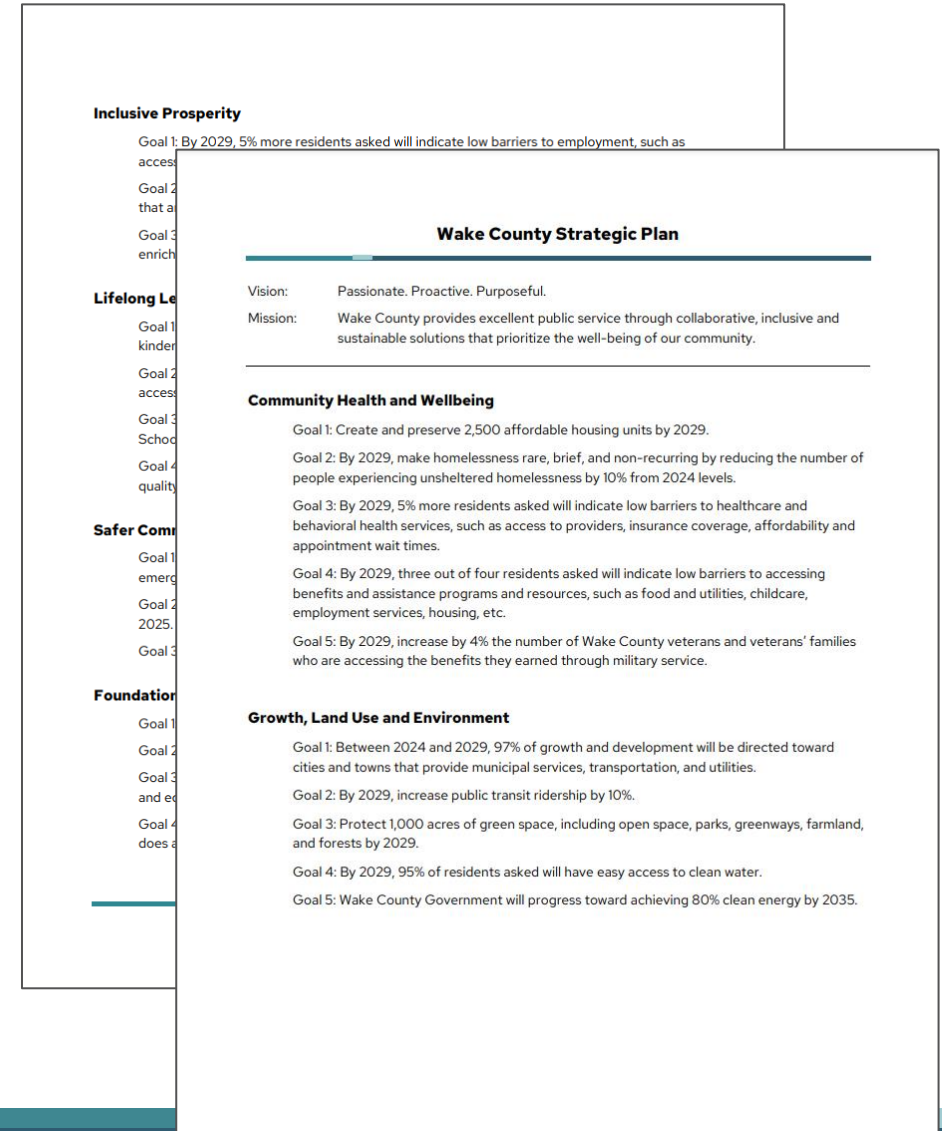 Inclusive Prosperity
Goal 1: By 2029, 5% more residents asked will indicate low barriers to employment, such as
Goal 2
that
Goal 3
Lifelong
Goal 1
Goal 2
Goal 3
Goal 4
quality
Safer
Goal 1
Goal 2
2025.
Goal 3
Goal 1
Goal 2
Goal 3
and
Goal 4
does
Wake County Strategic Plan
Vision: Passionate. Proactive. Purposeful.
Mission: Wake County provides excellent public service through collaborative, inclusive and
sustainable solutions that prioritize the well-being of our community.
Community Health and Wellbeing
Goal 1: Create and preserve 2,500 affordable housing units by 2029.
Goal 2: By 2029, make homelessness rare, brief, and non-recurring by reducing the number of
people experiencing unsheltered homelessness by 10% from 2024 levels.
Goal 3: By 2029, 5% more residents asked will indicate low barriers to healthcare and
behavioral health services, such as access to providers, insurance coverage, affordability and
appointment wait times.
Goal 4: By 2029, three out of four residents asked will indicate low barriers to accessing
benefits and assistance programs and resources, such as food and utilities, childcare,
employment services, housing, etc.
Goal 5: By 2029, increase by 4% the number of Wake County veterans and veterans' families
who are accessing the benefits they earned through military service.
Growth, Land Use and Environment
Goal 1: Between 2024 and 2029, 97% of growth and development will be directed toward
cities and towns that provide municipal services, transportation, and utilities.
Goal 2: By 2029, increase public transit ridership by 10%.
Goal 3: Protect 1,000 acres of green space, including open space, parks, greenways, farmland,
and forests by 2029.
Goal 4: By 2029, 95% of residents asked will have easy access to clean water.
Goal 5: Wake County Government will progress toward achieving 80% clean energy by 2035.